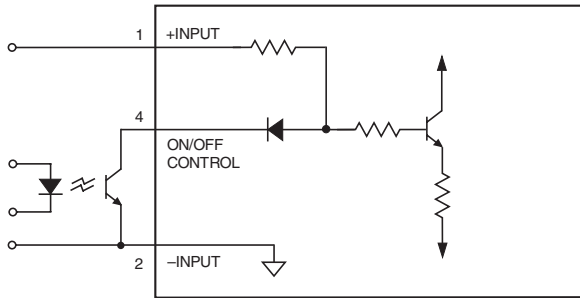 1 +INPUT
4
ON/OFF
CONTROL
2 –INPUT